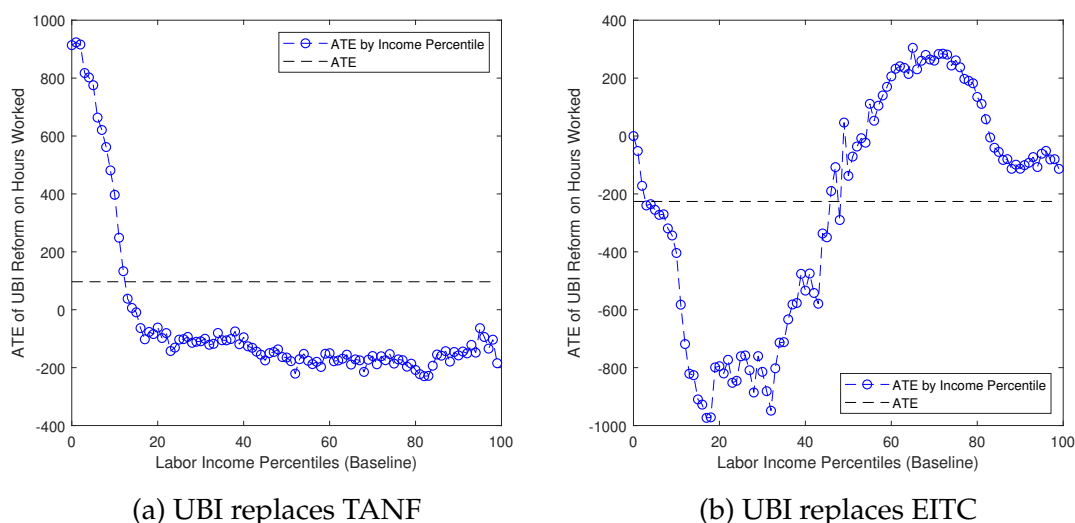 1000
800
600
400
200
0
-200
-400
0
20
40
60
80
100
ATE of UBI Reform on Hours Worked
Labor Income Percentiles (Baseline)
ATE by Income Percentile
ATE
(a) UBI replaces TANF
400
200
0
-200
-400
-600
-800
-1000
0
20
40
60
80
100
ATE of UBI Reform on Hours Worked
Labor Income Percentiles (Baseline)
ATE by Income Percentile
ATE
(b) UBI replaces EITC